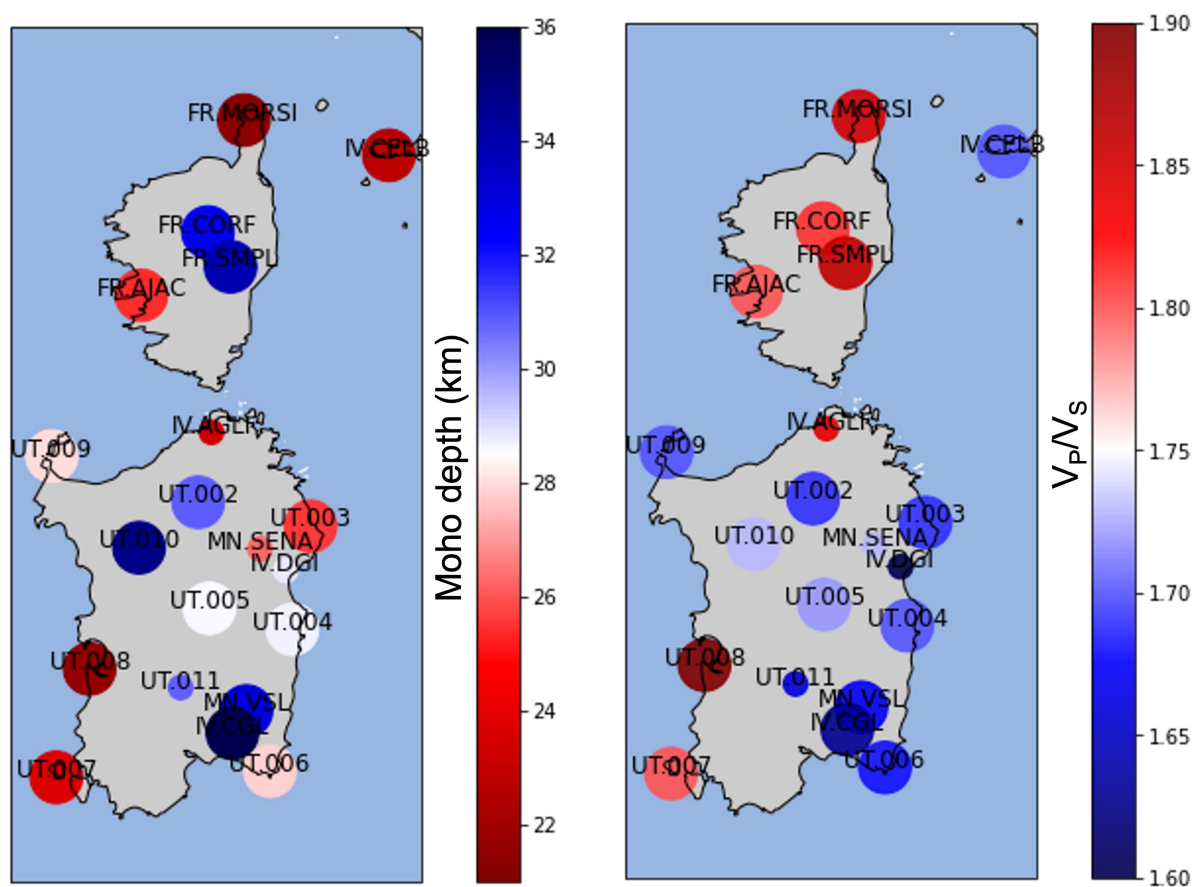 FR.MORSI
IV.CELB
FR.CORF
FR.SMPL
FR.AJAC
IV.AGLI
UT.009
UT.002
UT.003
UT.010
MN.SENA
IV.DGI
UT.005
UT.004
UT.008
UT.011
MN.VSL
IV.CGL
UT.007
UT.006
36
34
32
30
28
26
24
22
Moho depth (km)
FR.MORSI
IV.CELB
FR.CORF
FR.SMPL
FR.AJAC
IV.AGLI
UT.009
UT.002
UT.003
UT.010
MN.SENA
IV.DGI
UT.005
UT.004
UT.008
UT.011
MN.VSL
IV.CGL
UT.007
UT.006
1.90
1.85
1.80
1.75
1.70
1.65
1.60
VP/VS